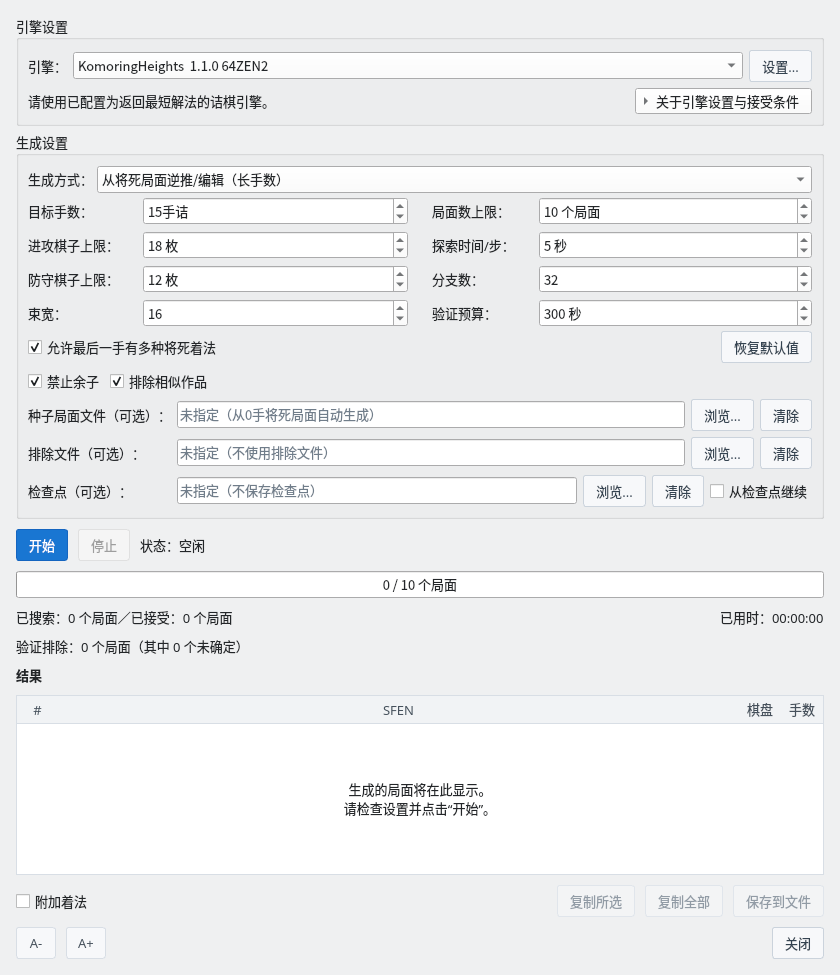 引擎设置
引擎： KomoringHeights 1.1.0 64ZEN2 设置...
请使用已配置为返回最短解法的诘棋引擎。 关于引擎设置与接受条件
生成设置
生成方式： 从将死局面逆推/编辑（长手数）
目标手数： 15手诘 局面数上限： 10 个局面
进攻棋子上限： 18 枚 探索时间/步： 5 秒
防守棋子上限： 12 枚 分支数： 32
束宽： 16 验证预算： 300 秒
允许最后一手有多种将死着法 恢复默认值
禁止余子 排除相似作品
种子局面文件（可选）： 未指定（从0手将死局面自动生成） 浏览... 清除
排除文件（可选）： 未指定（不使用排除文件） 浏览... 清除
检查点（可选）： 未指定（不保存检查点） 浏览... 清除 从检查点继续
开始 停止 状态：空闲
0 / 10 个局面
已搜索：0 个局面／已接受：0 个局面 已用时：00:00:00
验证排除：0 个局面（其中 0 个未确定）
结果
# SFEN 棋盘 手数
生成的局面将在此显示。
请检查设置并点击“开始”。
附加着法 复制所选 复制全部 保存到文件
A- A+ 关闭